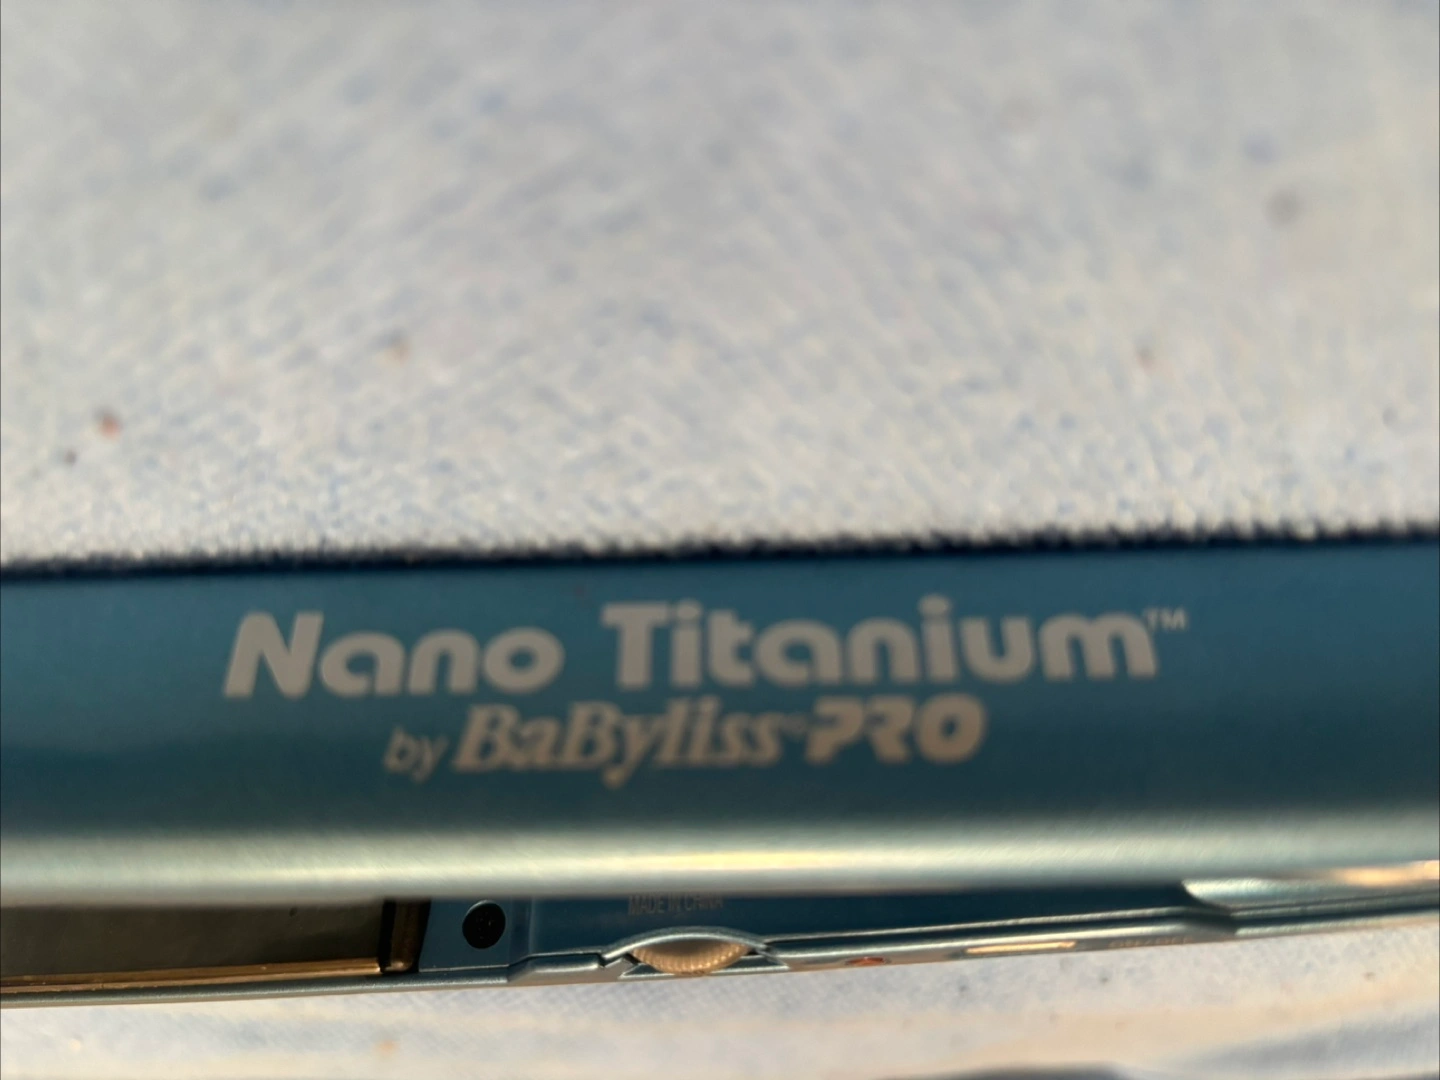 Nano Titanium™
by BaByliss®PRO
MADE IN CHINA